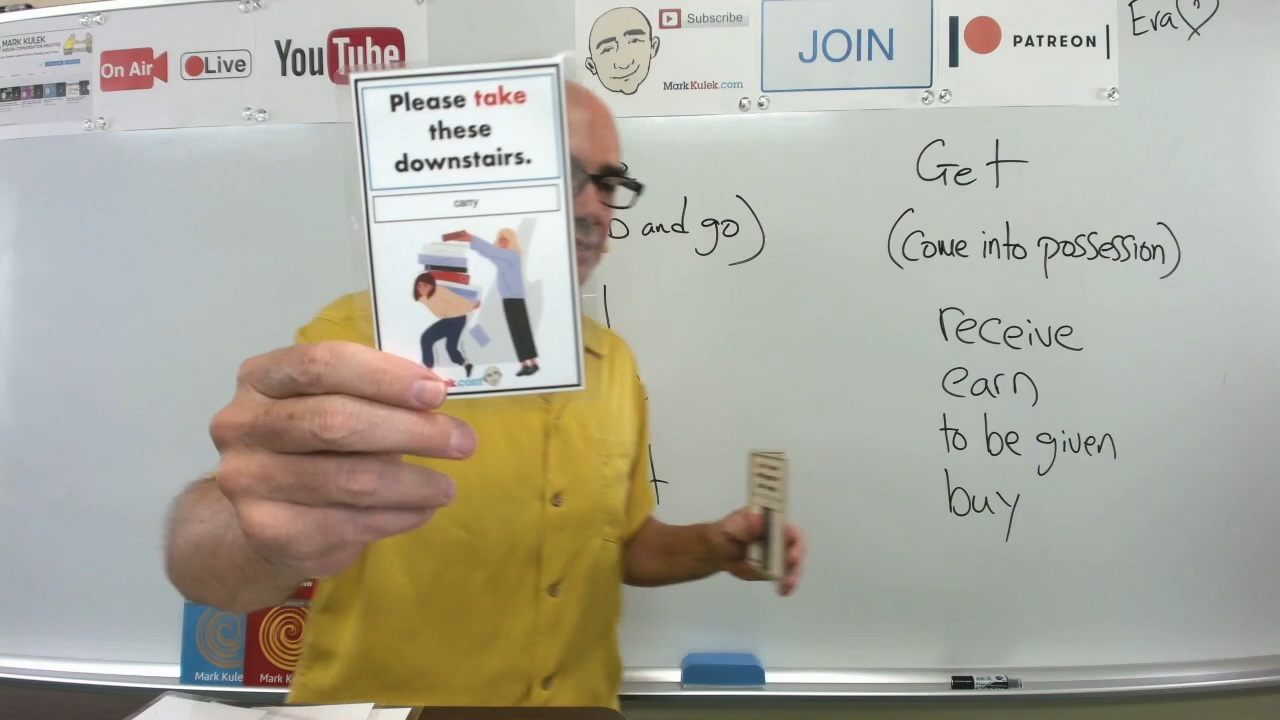 MARK KULEK
On Air
Live
YouTube
Subscribe
MarkKulek.com
JOIN
PATREON
Eva
Please take
these
downstairs.
carry
and go)
Get
(Come into possession)
receive
earn
to be given
buy
Mark Kule
Mark K